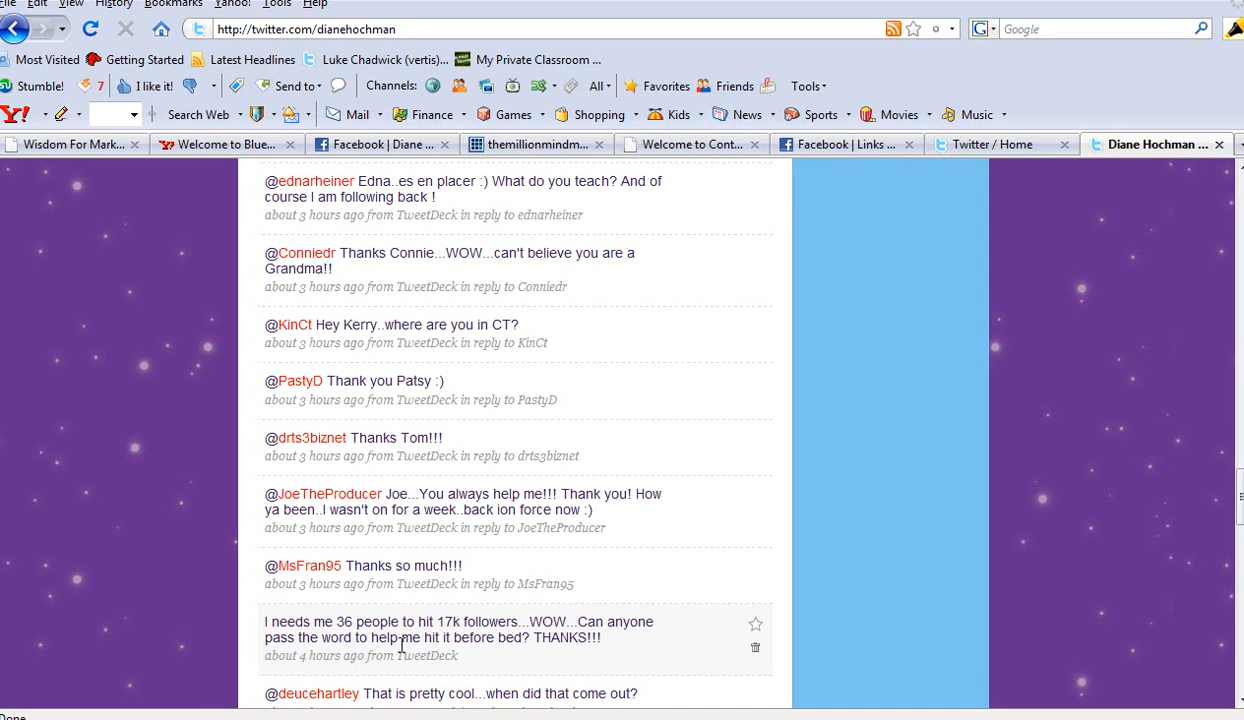 File Edit View History Bookmarks Yahoo! Tools Help
http://twitter.com/dianehochman
G Google
Most Visited Getting Started Latest Headlines Luke Chadwick (vertis)... My Private Classroom ...
Stumble! 7 I like it! Send to Channels: All Favorites Friends Tools
Y! Search Web Mail Finance Games Shopping Kids News Sports Movies Music
Wisdom For Mark... Welcome to Blue... Facebook | Diane ... themillionmindm... Welcome to Cont... Facebook | Links ... Twitter / Home Diane Hochman ...
@ednarheiner Edna..es en placer :) What do you teach? And of
course I am following back !
about 3 hours ago from TweetDeck in reply to ednarheiner
@Conniedr Thanks Connie...WOW...can't believe you are a
Grandma!!
about 3 hours ago from TweetDeck in reply to Conniedr
@KinCt Hey Kerry..where are you in CT?
about 3 hours ago from TweetDeck in reply to KinCt
@PastyD Thank you Patsy :)
about 3 hours ago from TweetDeck in reply to PastyD
@drts3biznet Thanks Tom!!!
about 3 hours ago from TweetDeck in reply to drts3biznet
@JoeTheProducer Joe...You always help me!!! Thank you! How
ya been..I wasn't on for a week..back ion force now :)
about 3 hours ago from TweetDeck in reply to JoeTheProducer
@MsFran95 Thanks so much!!!
about 3 hours ago from TweetDeck in reply to MsFran95
I needs me 36 people to hit 17k followers...WOW...Can anyone
pass the word to help me hit it before bed? THANKS!!!
about 4 hours ago from TweetDeck
@deucehartley That is pretty cool...when did that come out?
Done